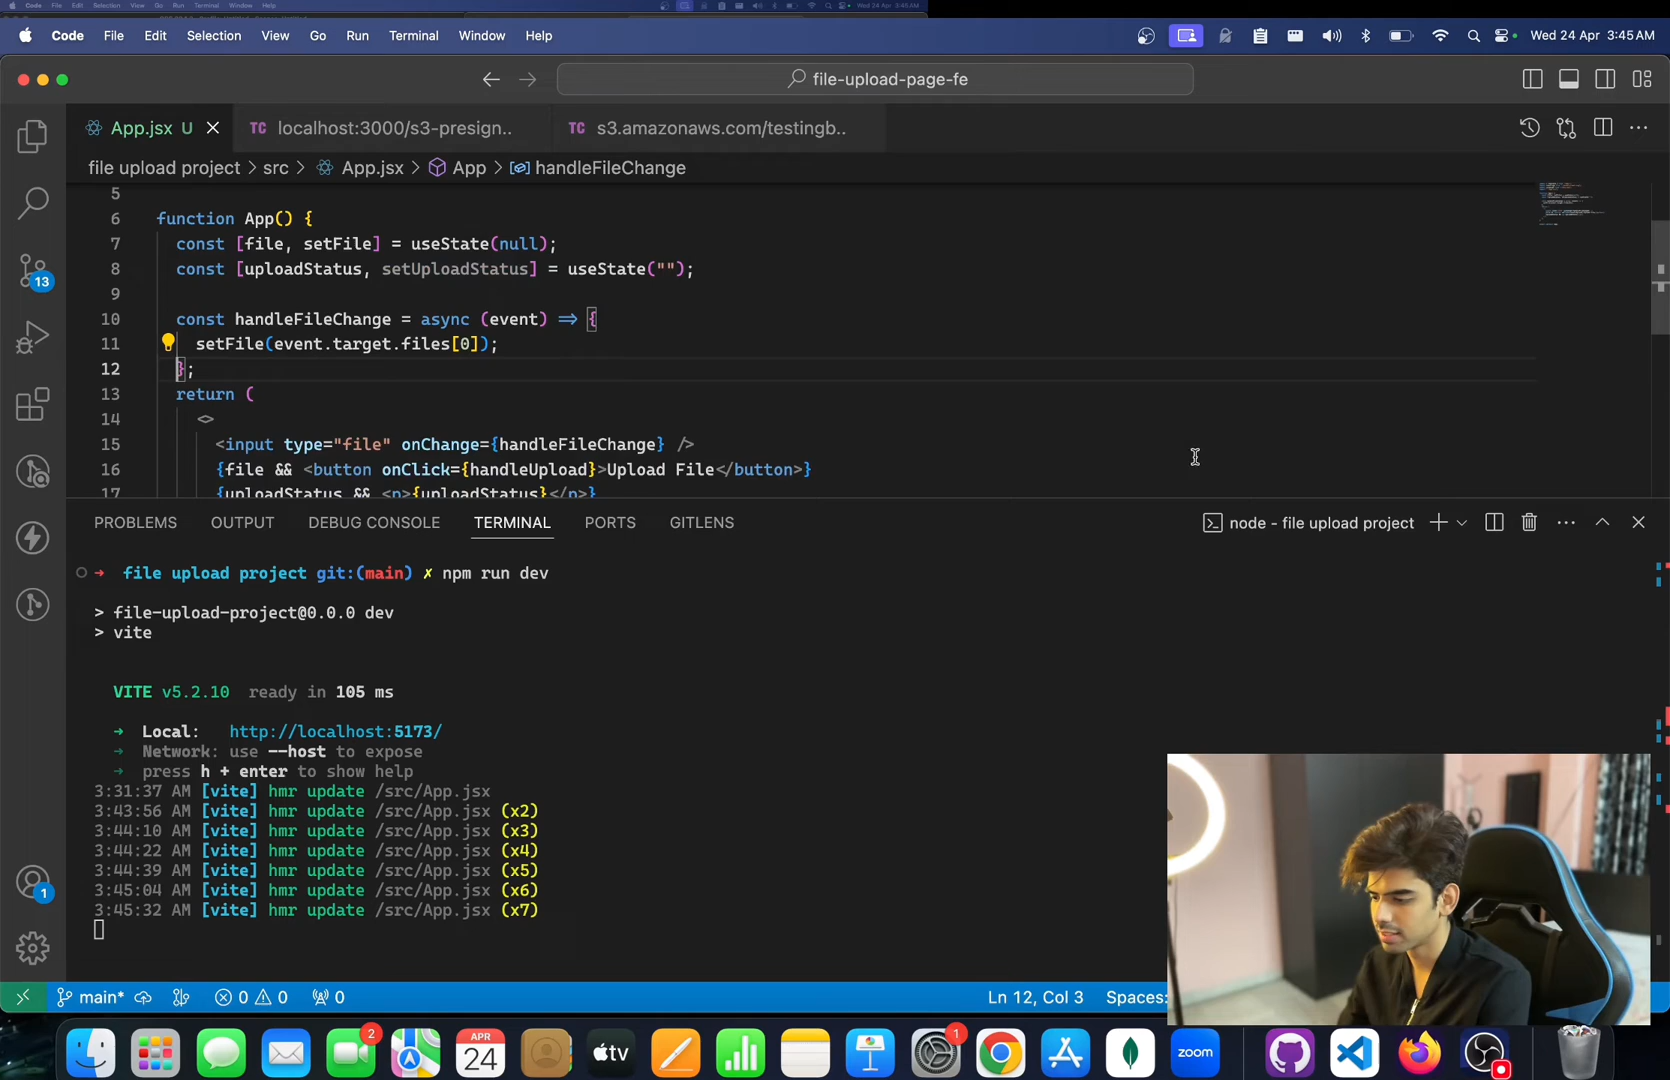 Code File Edit Selection View Go Run Terminal Window Help
Wed 24 Apr 3:45 AM
file-upload-page-fe
App.jsx U
TC localhost:3000/s3-presign..
TC s3.amazonaws.com/testingb..
file upload project > src > App.jsx > App > handleFileChange
5
6 function App() {
7 const [file, setFile] = useState(null);
8 const [uploadStatus, setUploadStatus] = useState("");
9
10 const handleFileChange = async (event) => {
11 setFile(event.target.files[0]);
12 };
13 return (
14 <>
15 <input type="file" onChange={handleFileChange} />
16 {file && <button onClick={handleUpload}>Upload File</button>}
17 {uploadStatus && <p>{uploadStatus}</p>}
13
PROBLEMS OUTPUT DEBUG CONSOLE TERMINAL PORTS GITLENS
node - file upload project
→ file upload project git:(main) ✗ npm run dev
> file-upload-project@0.0.0 dev
> vite
VITE v5.2.10 ready in 105 ms
➜ Local: http://localhost:5173/
➜ Network: use --host to expose
➜ press h + enter to show help
3:31:37 AM [vite] hmr update /src/App.jsx
3:43:56 AM [vite] hmr update /src/App.jsx (x2)
3:44:10 AM [vite] hmr update /src/App.jsx (x3)
3:44:22 AM [vite] hmr update /src/App.jsx (x4)
3:44:39 AM [vite] hmr update /src/App.jsx (x5)
3:45:04 AM [vite] hmr update /src/App.jsx (x6)
3:45:32 AM [vite] hmr update /src/App.jsx (x7)
1
main* 0 0 0
Ln 12, Col 3 Spaces:
2
APR
24
tv
1
zoom